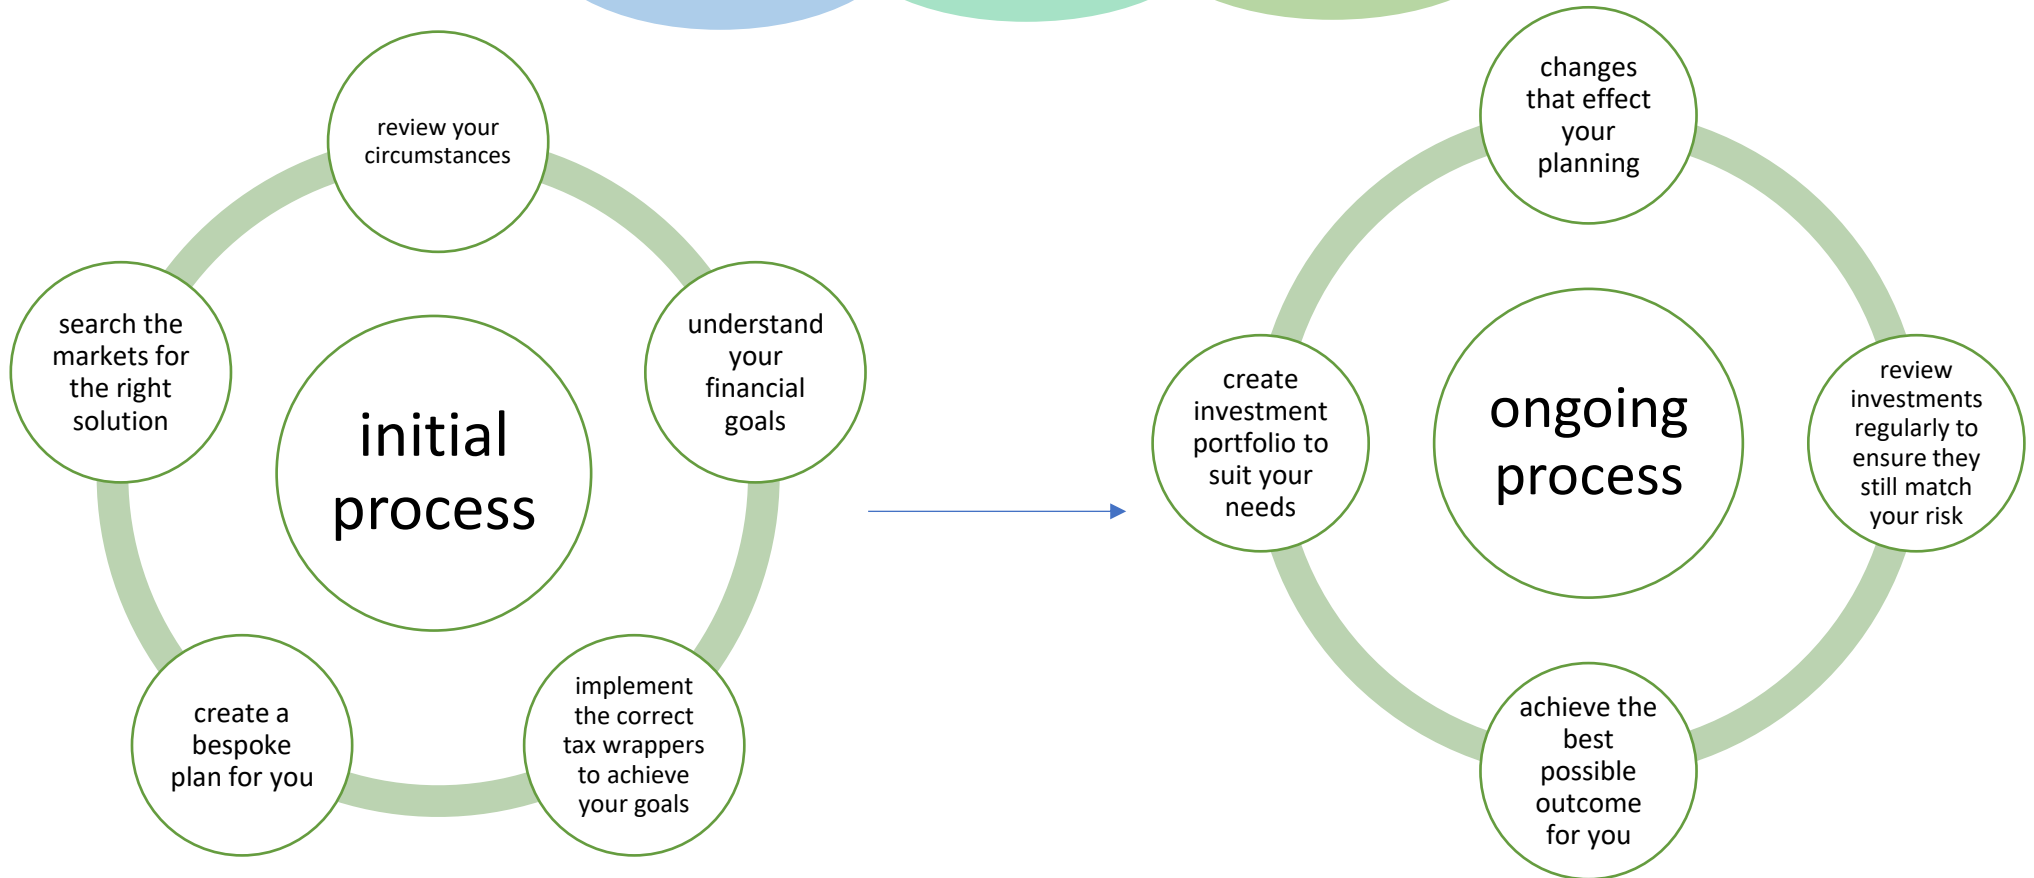 review your
circumstances
understand
your
financial
goals
implement
the correct
tax wrappers
to achieve
your goals
create a
bespoke
plan for you
search the
markets for
the right
solution
initial
process
changes
that effect
your
planning
review
investments
regularly to
ensure they
still match
your risk
achieve the
best
possible
outcome
for you
create
investment
portfolio to
suit your
needs
ongoing
process